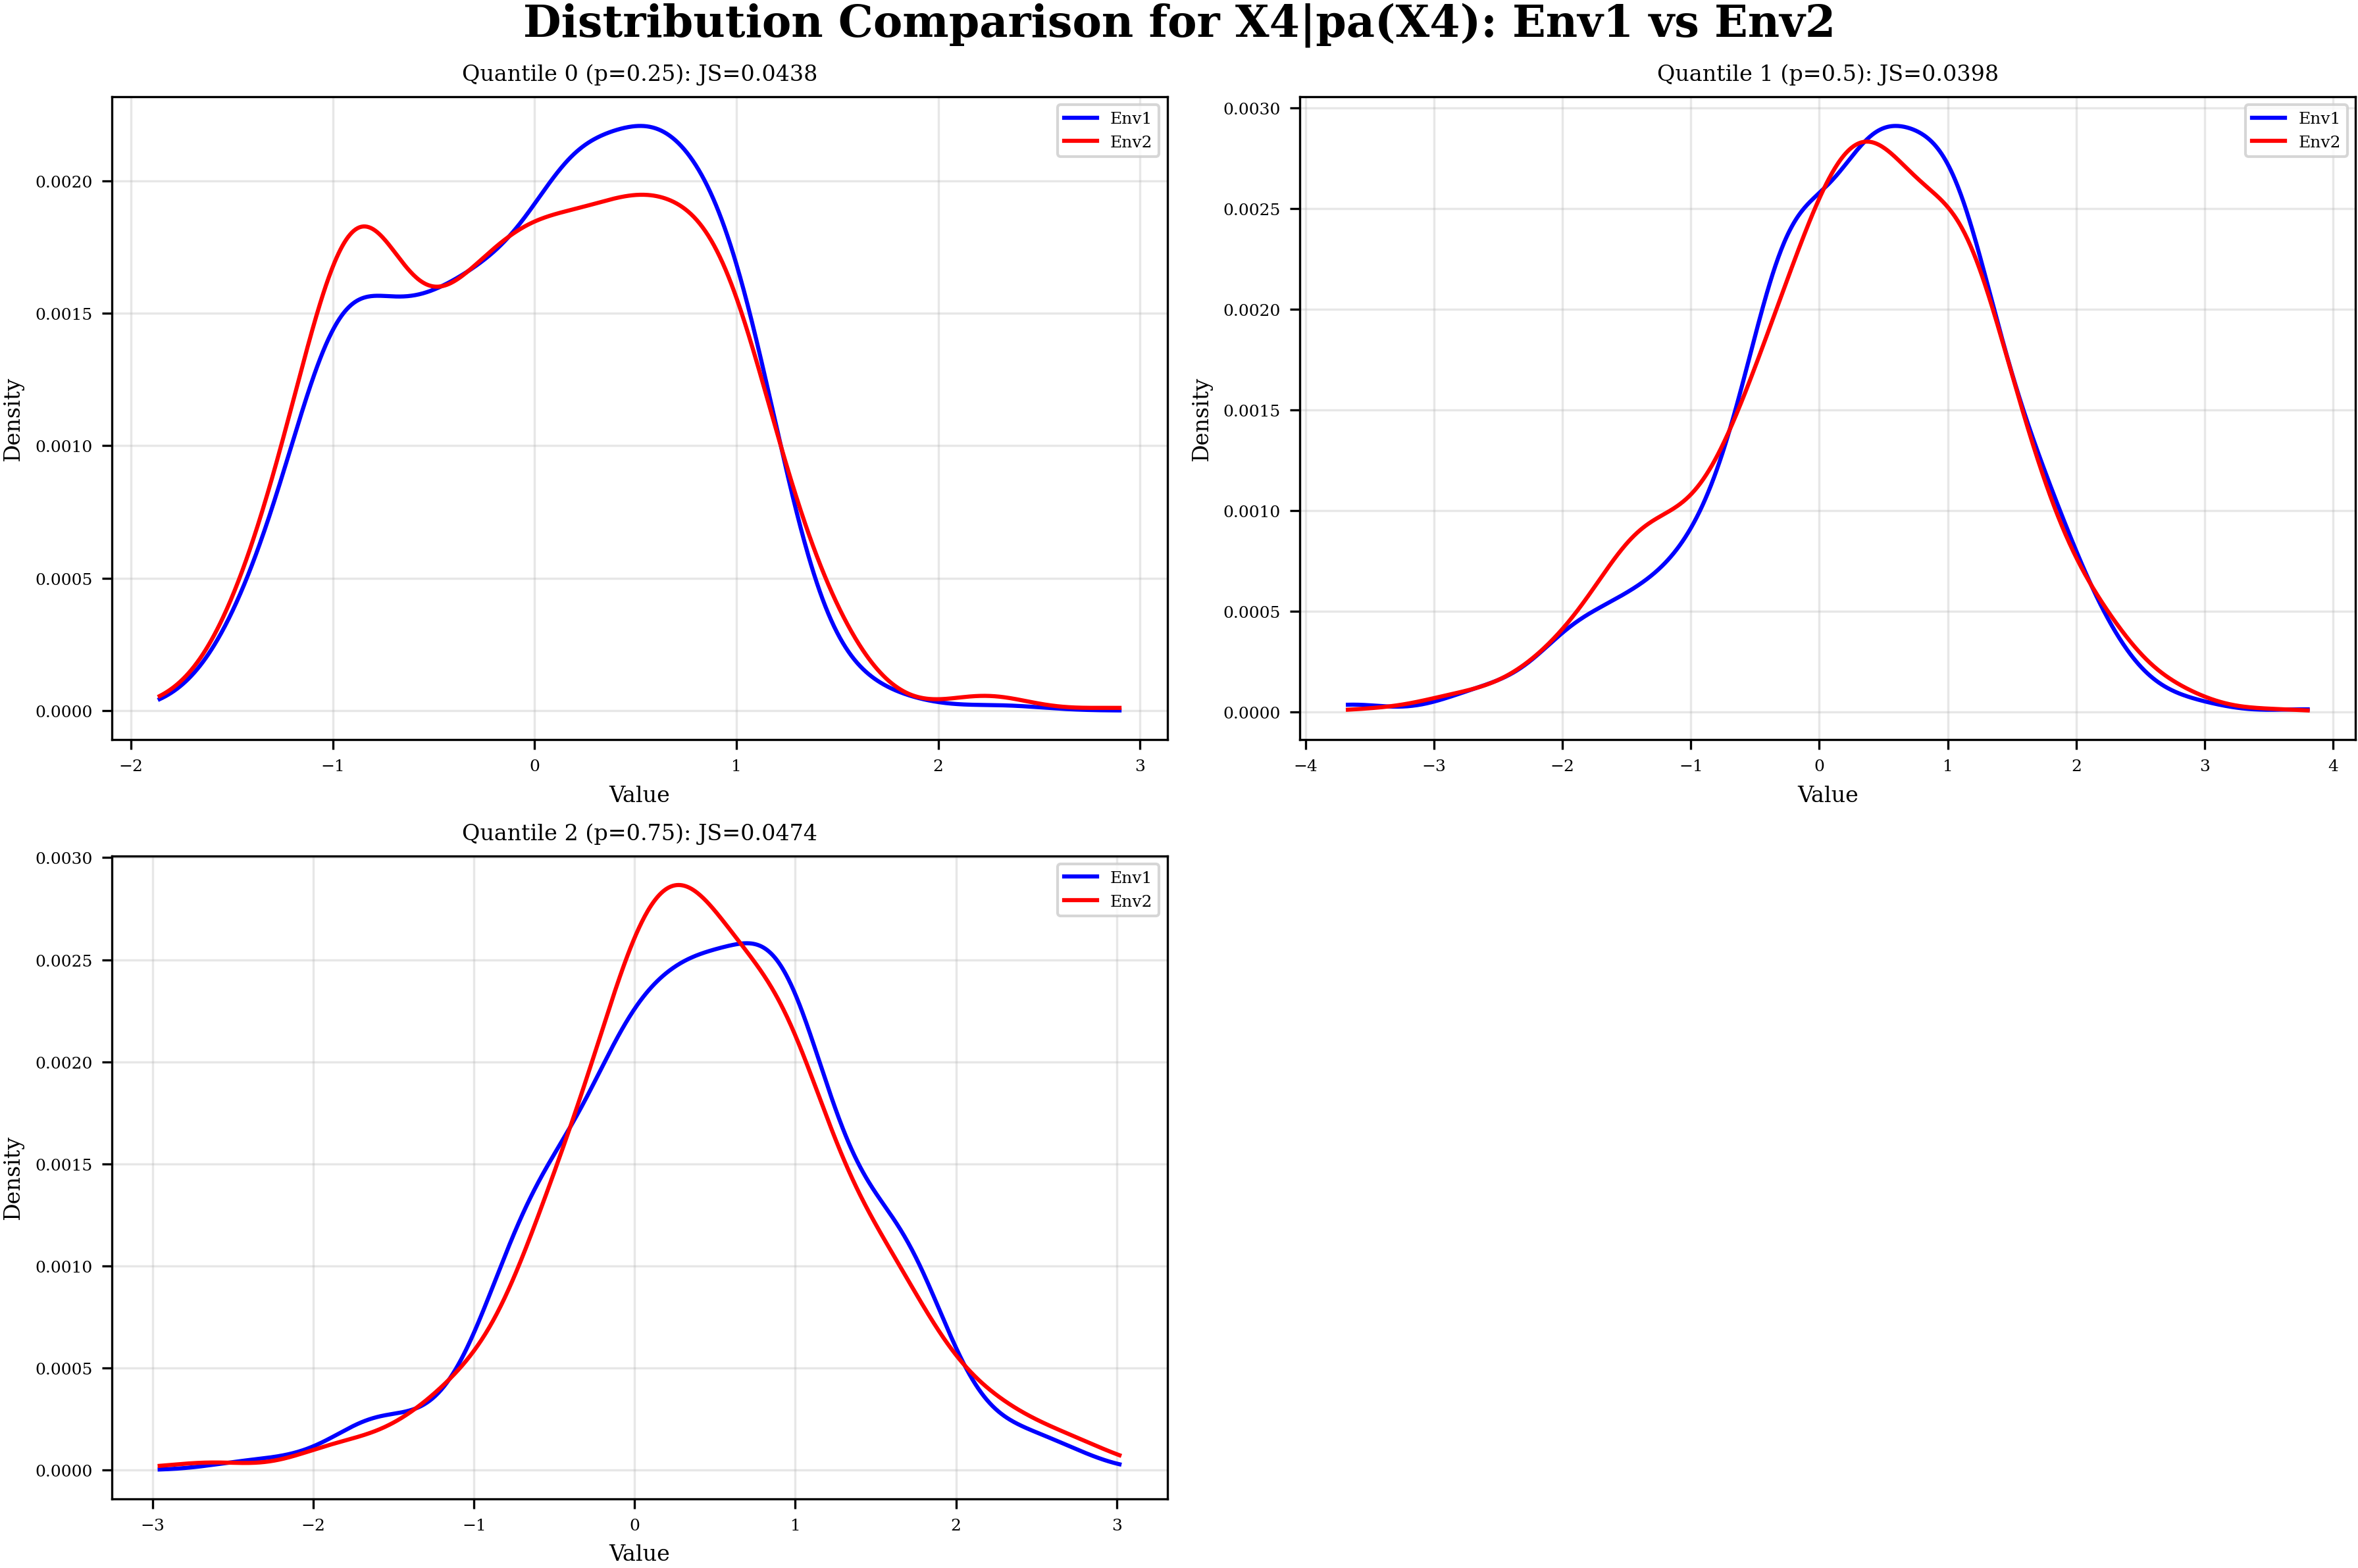 Distribution Comparison for X4|pa(X4): Env1 vs Env2
Quantile 0 (p=0.25): JS=0.0438
Env1
Env2
0.0020
0.0015
0.0010
0.0005
0.0000
Density
−2 −1 0 1 2 3
Value
Quantile 1 (p=0.5): JS=0.0398
Env1
Env2
0.0030
0.0025
0.0020
0.0015
0.0010
0.0005
0.0000
Density
−4 −3 −2 −1 0 1 2 3 4
Value
Quantile 2 (p=0.75): JS=0.0474
Env1
Env2
0.0030
0.0025
0.0020
0.0015
0.0010
0.0005
0.0000
Density
−3 −2 −1 0 1 2 3
Value